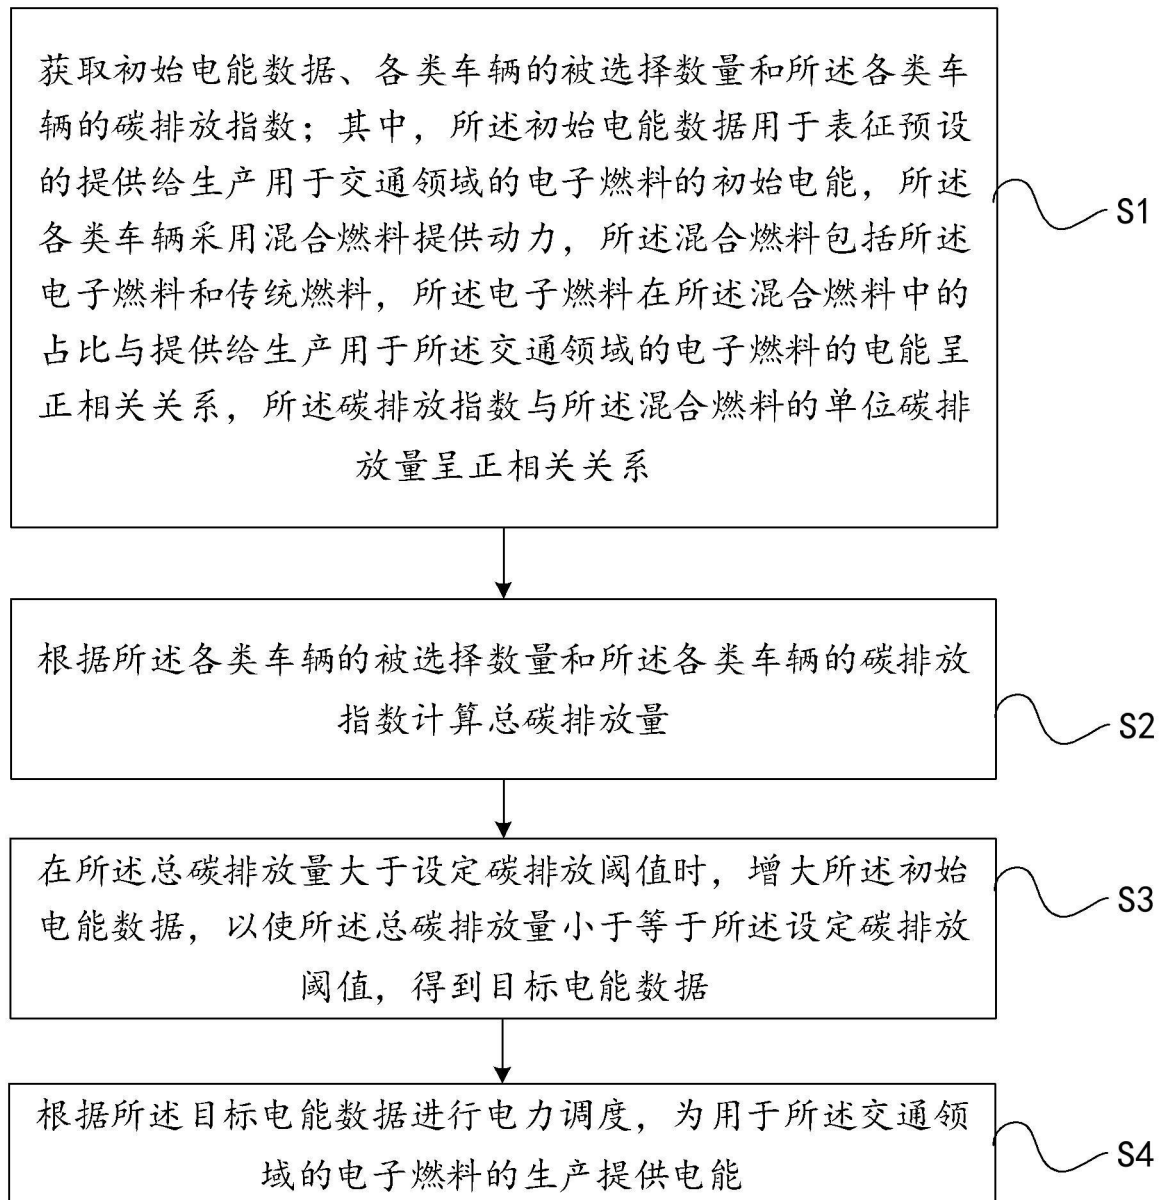 获取初始电能数据、各类车辆的被选择数量和所述各类车
辆的碳排放指数；其中，所述初始电能数据用于表征预设
的提供给生产用于交通领域的电子燃料的初始电能，所述
各类车辆采用混合燃料提供动力，所述混合燃料包括所述
电子燃料和传统燃料，所述电子燃料在所述混合燃料中的
占比与提供给生产用于所述交通领域的电子燃料的电能呈
正相关关系，所述碳排放指数与所述混合燃料的单位碳排
放量呈正相关关系
S1
根据所述各类车辆的被选择数量和所述各类车辆的碳排放
指数计算总碳排放量
S2
在所述总碳排放量大于设定碳排放阈值时，增大所述初始
电能数据，以使所述总碳排放量小于等于所述设定碳排放
阈值，得到目标电能数据
S3
根据所述目标电能数据进行电力调度，为用于所述交通领
域的电子燃料的生产提供电能
S4